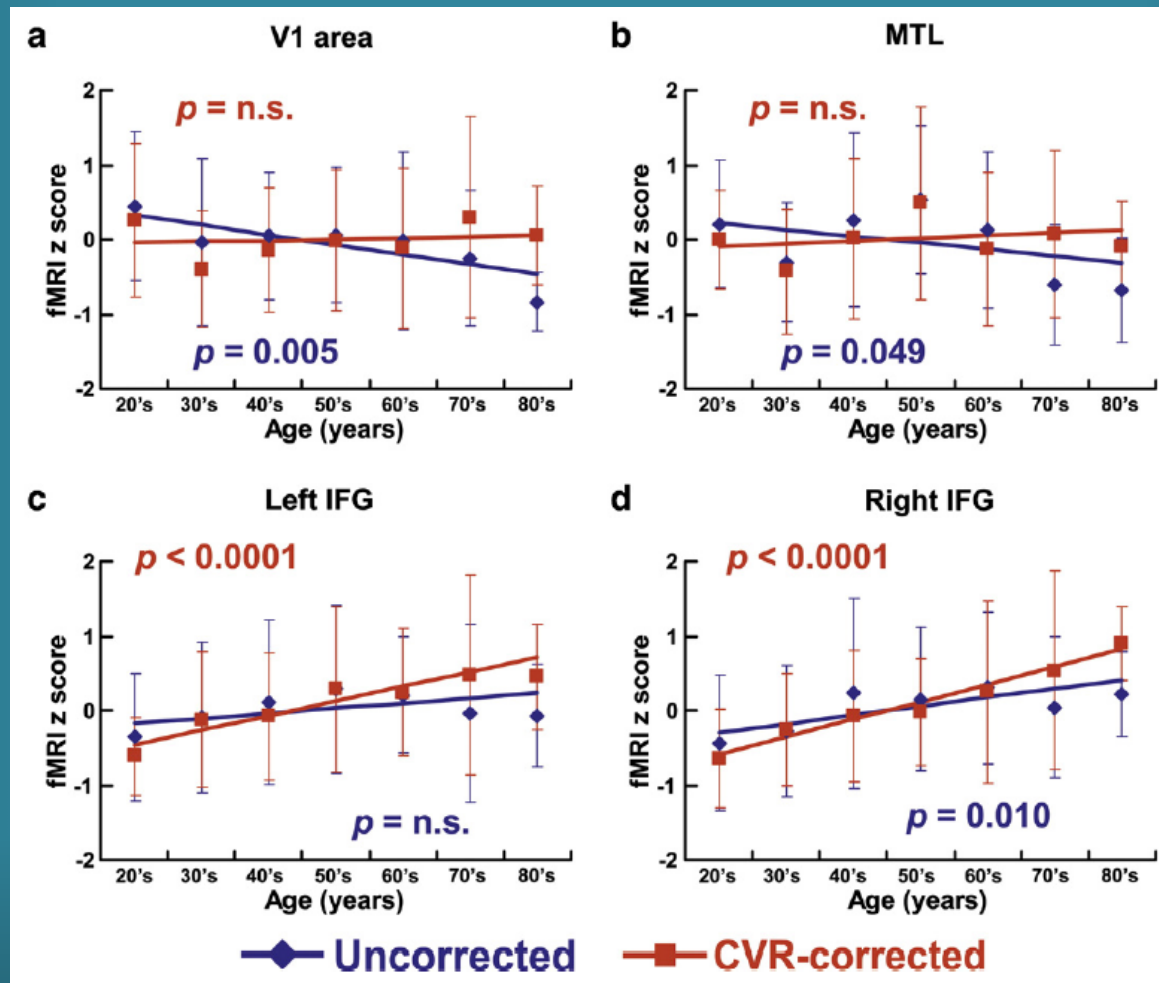 a V1 area
2
1
0
-1
-2
fMRI z score
p = n.s.
p = 0.005
20's 30's 40's 50's 60's 70's 80's
Age (years)
b MTL
2
1
0
-1
-2
fMRI z score
p = n.s.
p = 0.049
20's 30's 40's 50's 60's 70's 80's
Age (years)
c Left IFG
2
1
0
-1
-2
fMRI z score
p < 0.0001
p = n.s.
20's 30's 40's 50's 60's 70's 80's
Age (years)
d Right IFG
2
1
0
-1
-2
fMRI z score
p < 0.0001
p = 0.010
20's 30's 40's 50's 60's 70's 80's
Age (years)
Uncorrected CVR-corrected